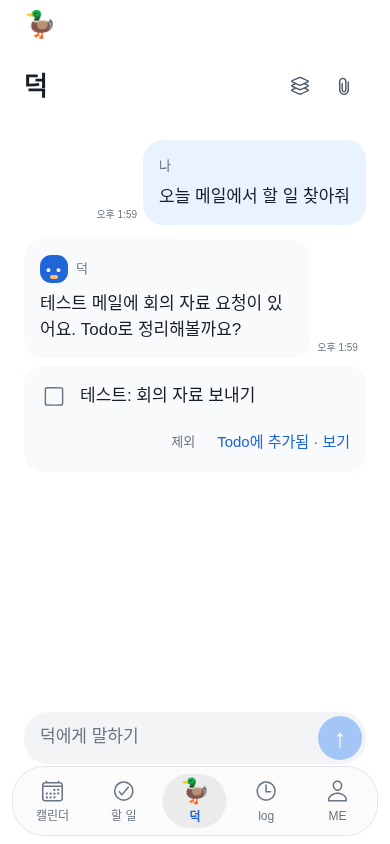 덕
나
오늘 메일에서 할 일 찾아줘
오후 1:59
덕
테스트 메일에 회의 자료 요청이 있
어요. Todo로 정리해볼까요?
오후 1:59
테스트: 회의 자료 보내기
제외 Todo에 추가됨 · 보기
덕에게 말하기
캘린더 할 일 덕 log ME